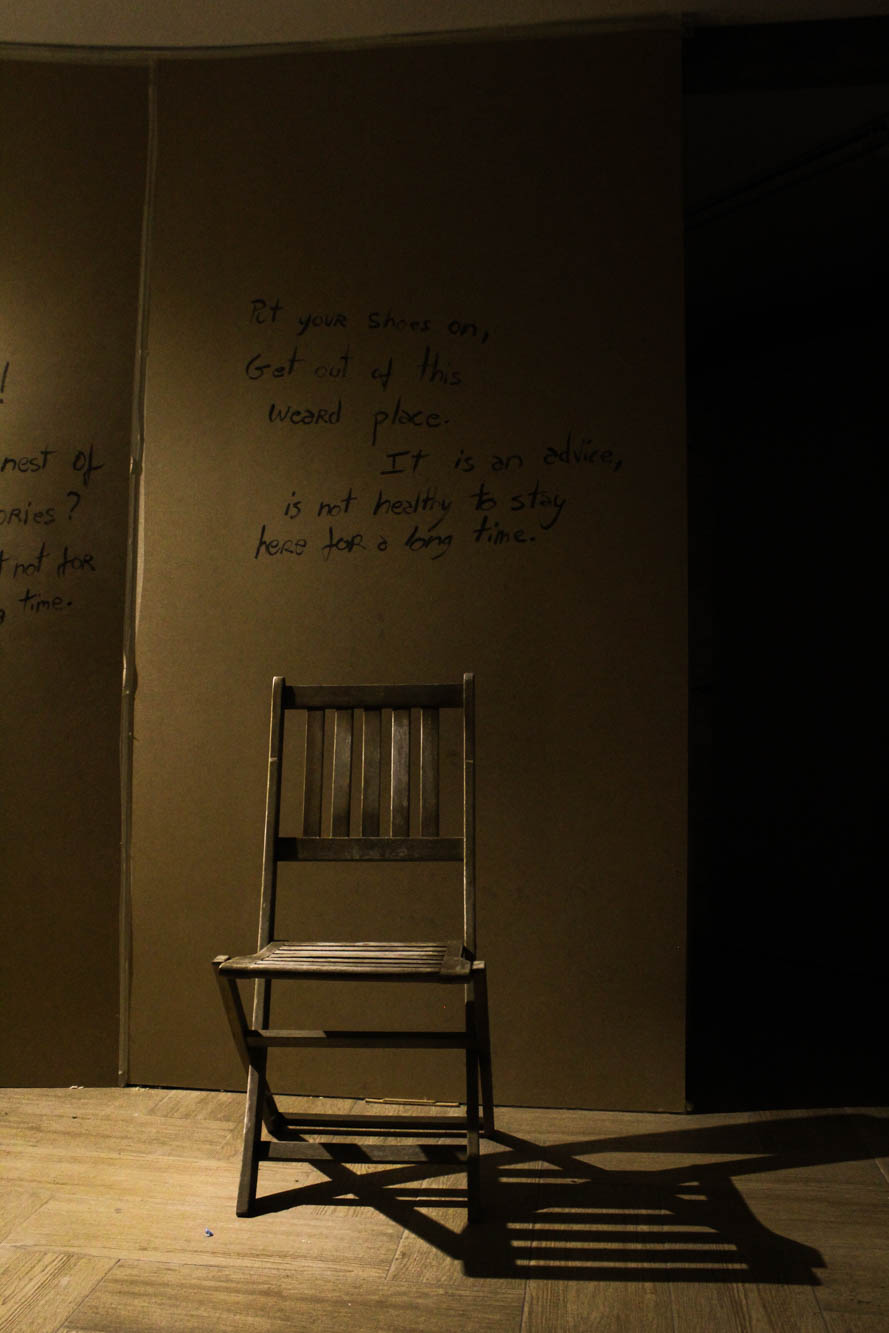 !
nest of
ories?
t not for
g time.
Put your shoes on,
Get out of this
weard place.
It is an advice,
is not healthy to stay
here for a long time.